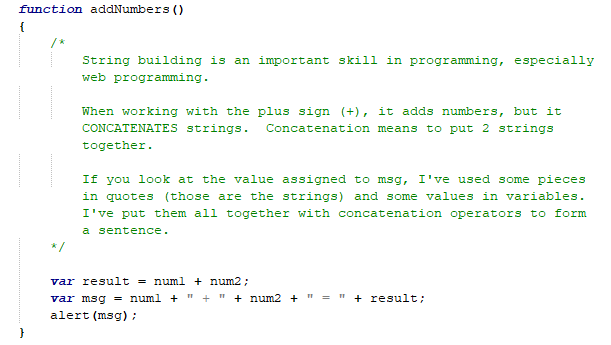 function addNumbers()
{
/*
String building is an important skill in programming, especially
web programming.
When working with the plus sign (+), it adds numbers, but it
CONCATENATES strings.  Concatenation means to put 2 strings
together.
If you look at the value assigned to msg, I've used some pieces
in quotes (those are the strings) and some values in variables.
I've put them all together with concatenation operators to form
a sentence.
*/
var result = num1 + num2;
var msg = num1 + " + " + num2 + " = " + result;
alert(msg);
}